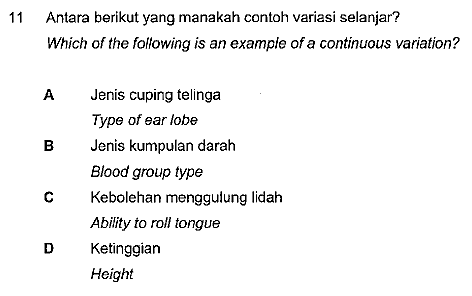 11 Antara berikut yang manakah contoh variasi selanjar?
Which of the following is an example of a continuous variation?
A Jenis cuping telinga
Type of ear lobe
B Jenis kumpulan darah
Blood group type
C Kebolehan menggulung lidah
Ability to roll tongue
D Ketinggian
Height